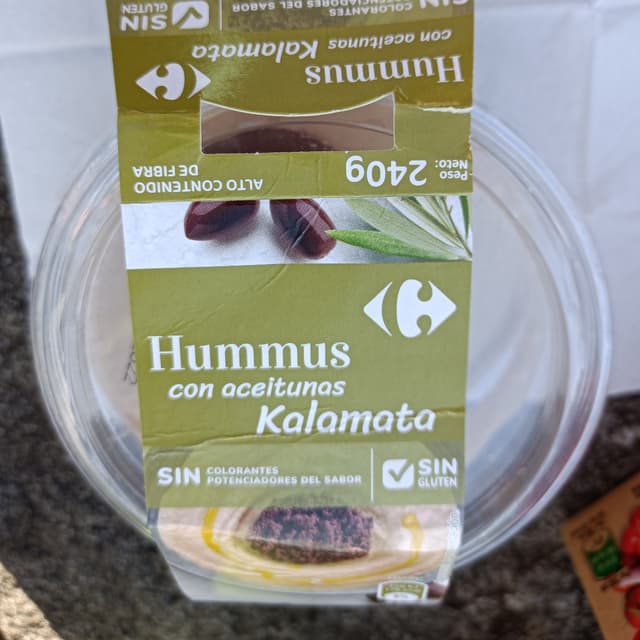 SIN GLUTEN
SIN COLORANTES
POTENCIADORES DEL SABOR
Hummus
con aceitunas Kalamata
Peso Neto: 240g
ALTO CONTENIDO
DE FIBRA
Hummus
con aceitunas
Kalamata
SIN COLORANTES
POTENCIADORES DEL SABOR
SIN
GLUTEN